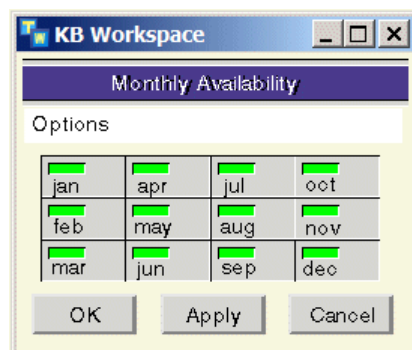 KB Workspace
Monthly Availability
Options
jan apr jul oct
feb may aug nov
mar jun sep dec
OK Apply Cancel